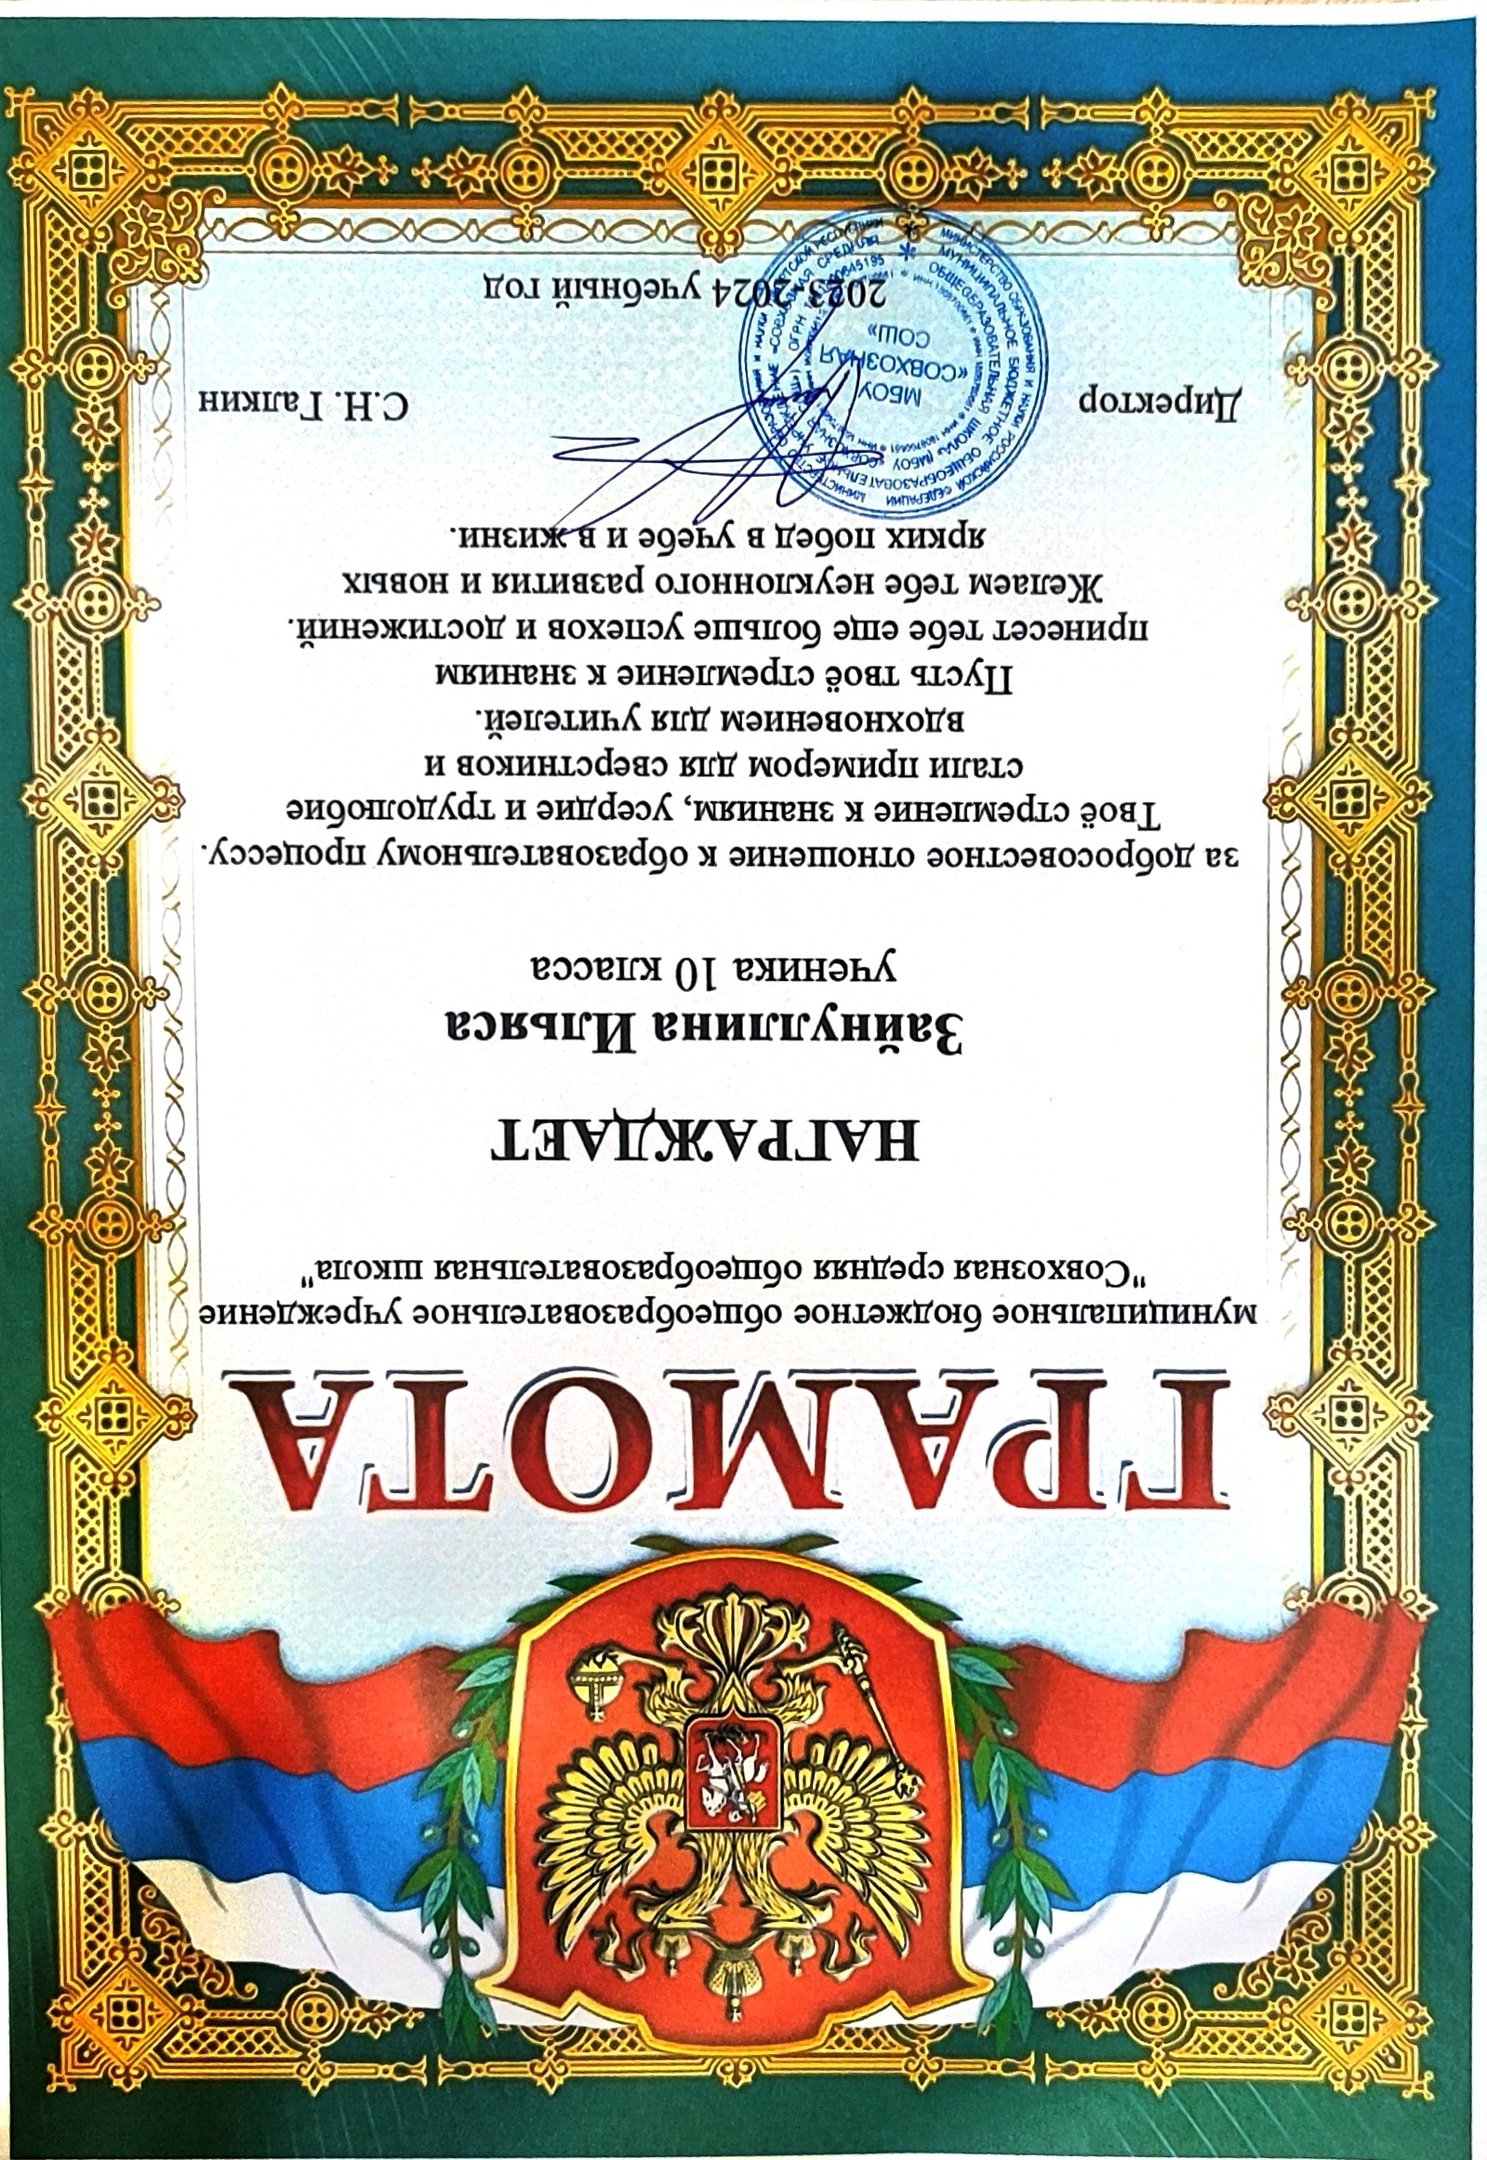 ГРАМОТА
муниципальное бюджетное общеобразовательное учреждение
"Совхозная средняя общеобразовательная школа"
НАГРАЖДАЕТ
Зайнуллина Ильяса
ученика 10 класса
за добросовестное отношение к образовательному процессу.
Твоё стремление к знаниям, усердие и трудолюбие
стали примером для сверстников и
вдохновением для учителей.
Пусть твоё стремление к знаниям
принесет тебе еще больше успехов и достижений.
Желаем тебе неуклонного развития и новых
ярких побед в учебе и в жизни.
Директор
С.Н. Галкин
МБОУ
«СОВХОЗНАЯ
СОШ»
2023-2024 учебный год